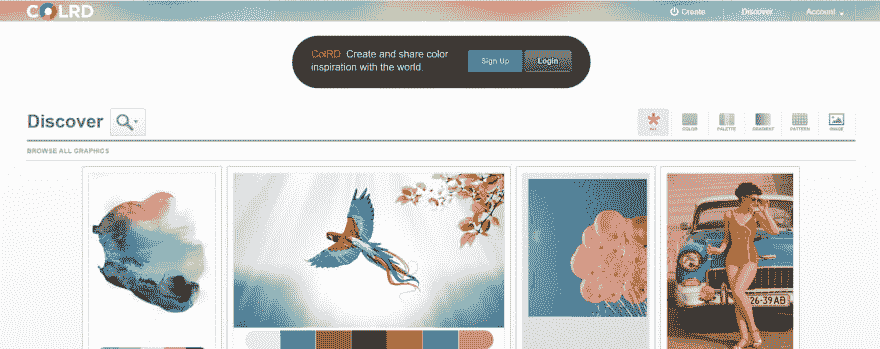 COLRD
Create
Discover
Account
ColRD Create and share color
inspiration with the world.
Sign Up
Login
Discover
ALL
COLOR
PALETTE
GRADIENT
PATTERN
IMAGE
BROWSE ALL GRAPHICS
26-39 AB